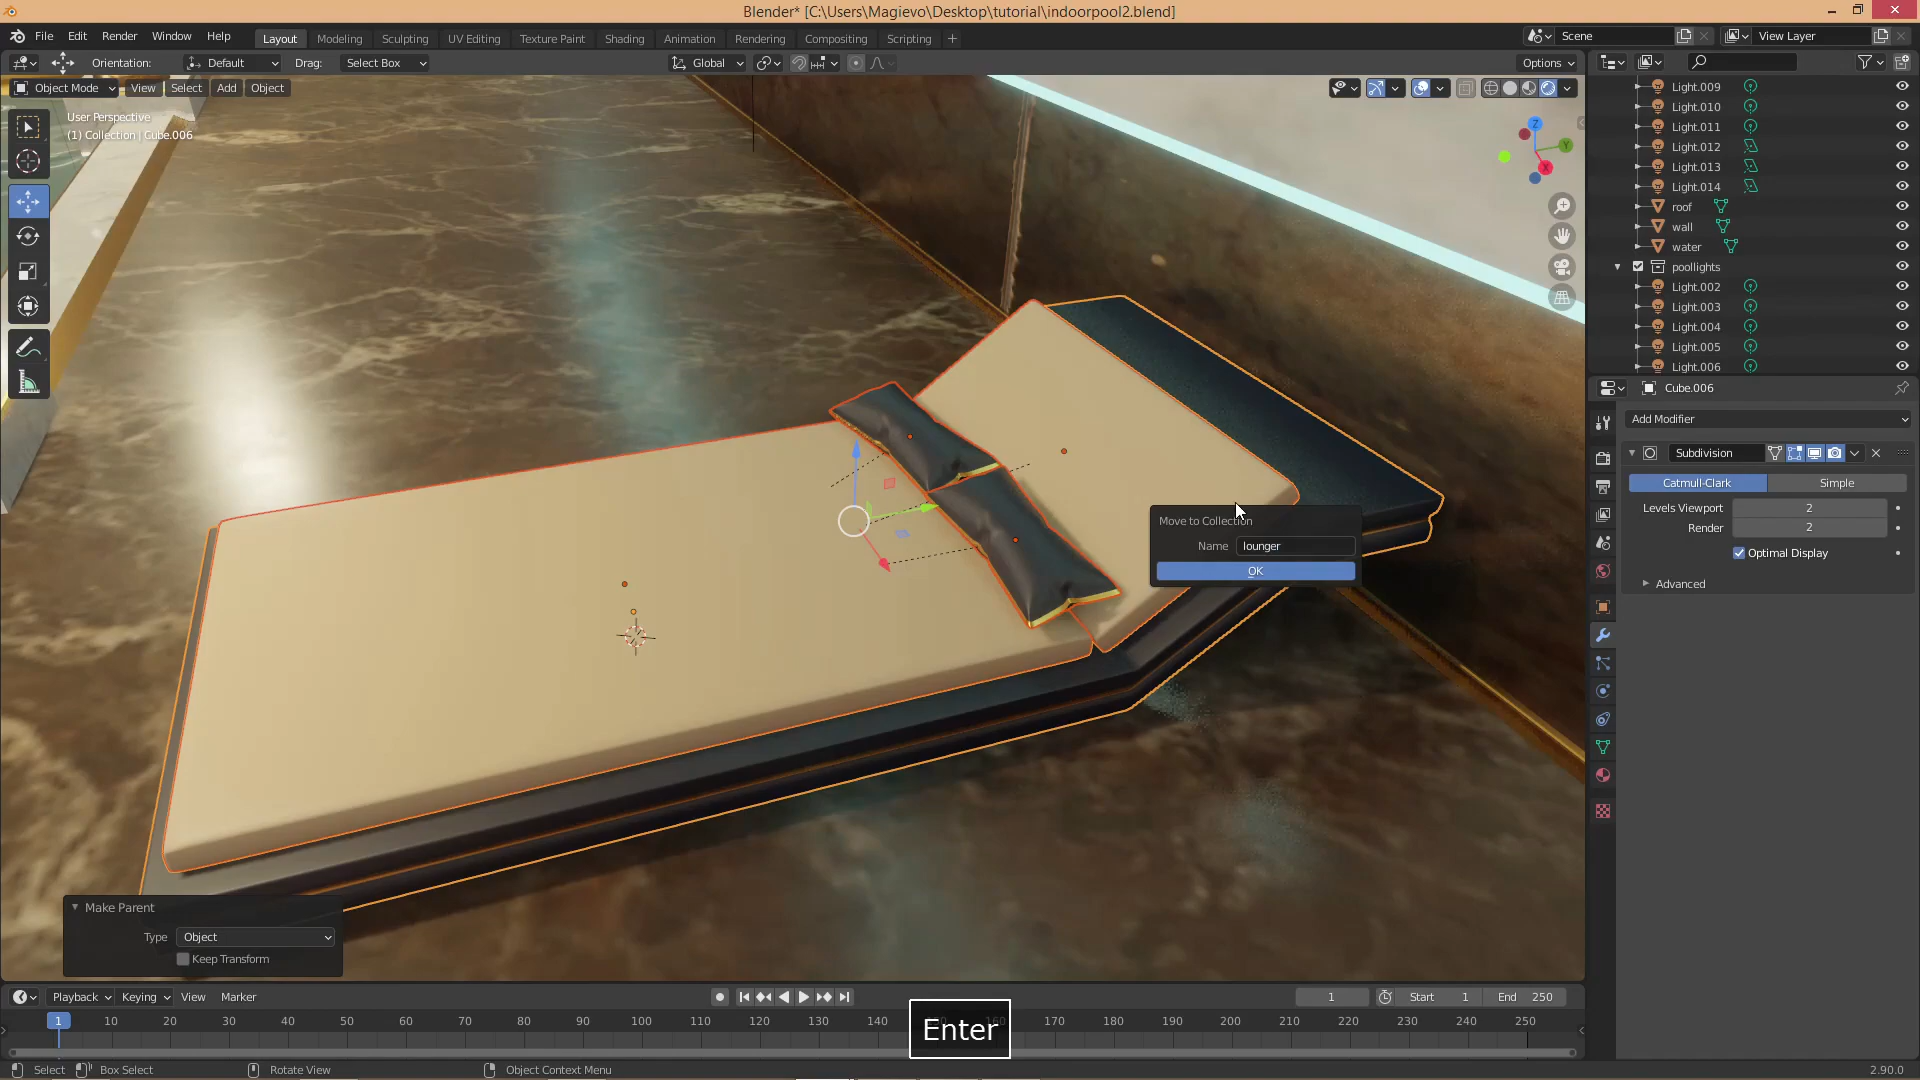 Blender* [C:\Users\Magievo\Desktop\tutorial\indoorpool2.blend]
File Edit Render Window Help
Layout Modeling Sculpting UV Editing Texture Paint Shading Animation Rendering Compositing Scripting
Scene
View Layer
Orientation: Default Drag: Select Box
Global
Options
Object Mode View Select Add Object
User Perspective
(1) Collection | Cube.006
Z
Y
X
Light.009
Light.010
Light.011
Light.012
Light.013
Light.014
roof
wall
water
poollights
Light.002
Light.003
Light.004
Light.005
Light.006
Cube.006
Add Modifier
Subdivision
Catmull-Clark Simple
Levels Viewport 2
Render 2
Optimal Display
Advanced
Move to Collection
Name lounger
OK
Make Parent
Type Object
Keep Transform
Playback Keying View Marker
1 Start 1 End 250
1 10 20 30 40 50 60 70 80 90 100 110 120 130 140 150 160 170 180 190 200 210 220 230 240 250
Enter
Select Box Select Rotate View Object Context Menu
2.90.0